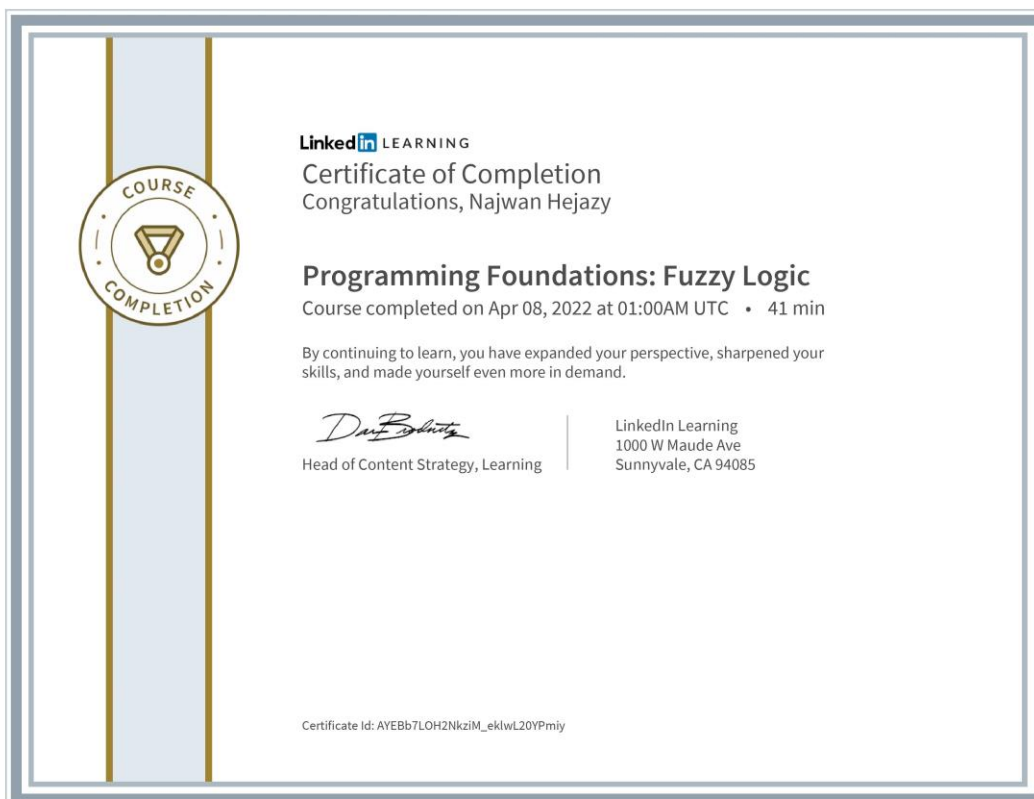 COURSE
COMPLETION
Linked in LEARNING
Certificate of Completion
Congratulations, Najwan Hejazy
Programming Foundations: Fuzzy Logic
Course completed on Apr 08, 2022 at 01:00AM UTC • 41 min
By continuing to learn, you have expanded your perspective, sharpened your
skills, and made yourself even more in demand.
Head of Content Strategy, Learning
LinkedIn Learning
1000 W Maude Ave
Sunnyvale, CA 94085
Certificate Id: AYEBb7LOH2NkziM_eklwL20YPmiy